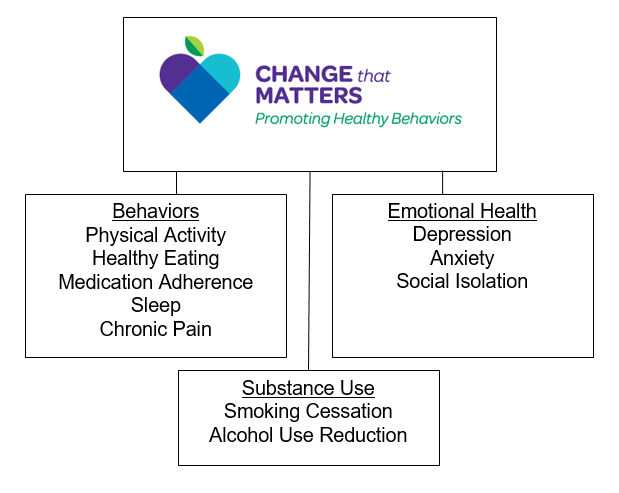 CHANGE that
MATTERS
Promoting Healthy Behaviors
Behaviors
Physical Activity
Healthy Eating
Medication Adherence
Sleep
Chronic Pain
Emotional Health
Depression
Anxiety
Social Isolation
Substance Use
Smoking Cessation
Alcohol Use Reduction